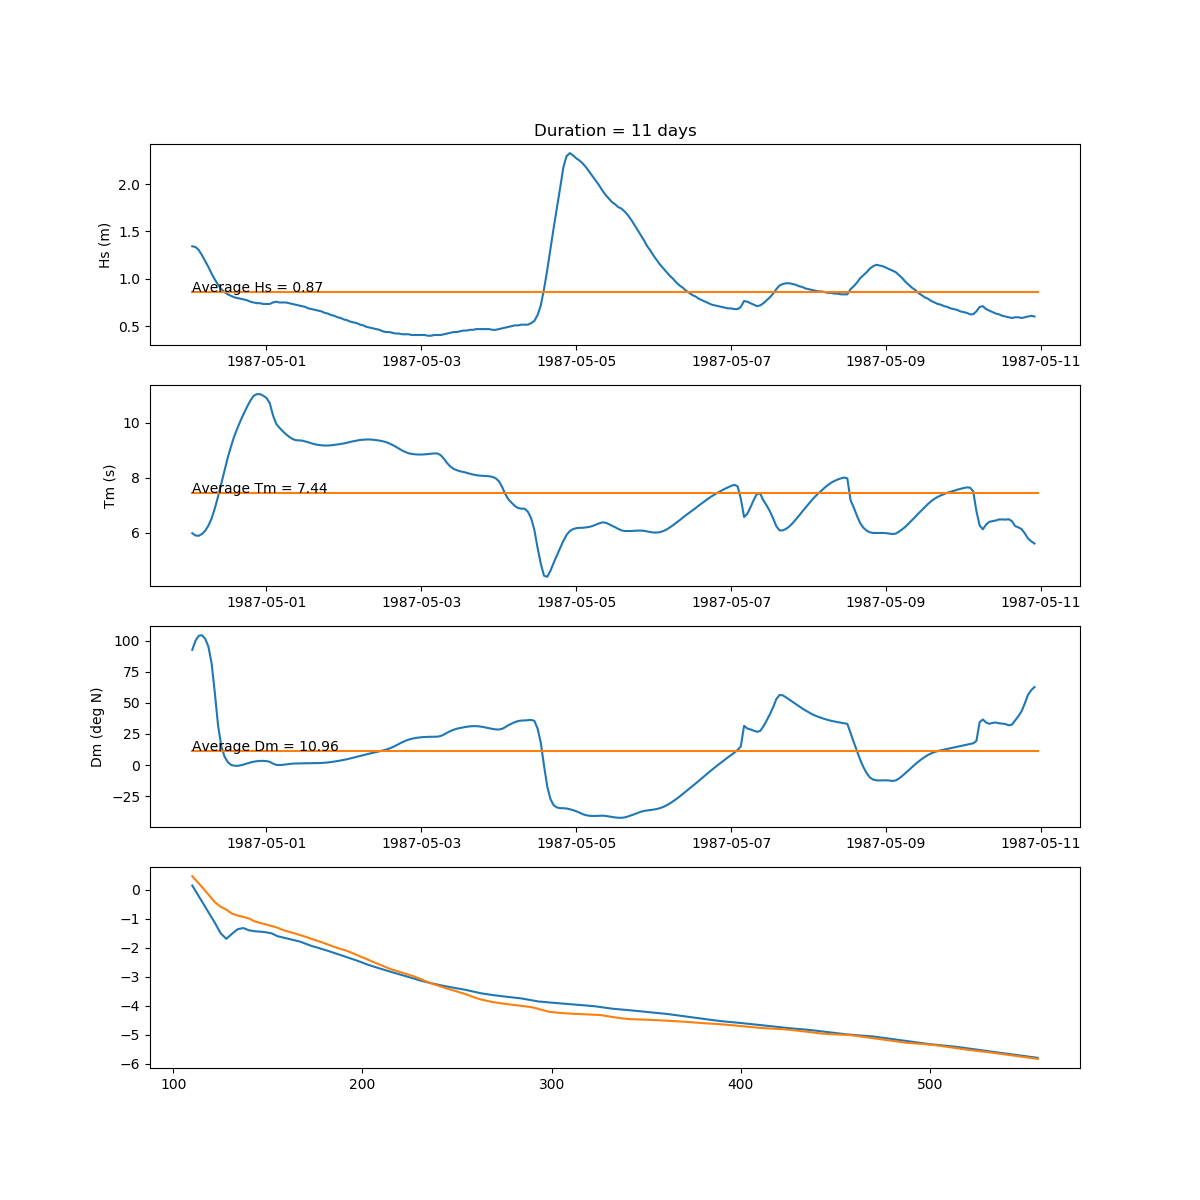 Duration = 11 days
Hs (m)
2.0
1.5
1.0
0.5
Average Hs = 0.87
1987-05-01 1987-05-03 1987-05-05 1987-05-07 1987-05-09 1987-05-11
Tm (s)
10
8
6
Average Tm = 7.44
1987-05-01 1987-05-03 1987-05-05 1987-05-07 1987-05-09 1987-05-11
Dm (deg N)
100
75
50
25
0
−25
Average Dm = 10.96
1987-05-01 1987-05-03 1987-05-05 1987-05-07 1987-05-09 1987-05-11
0
−1
−2
−3
−4
−5
−6
100 200 300 400 500